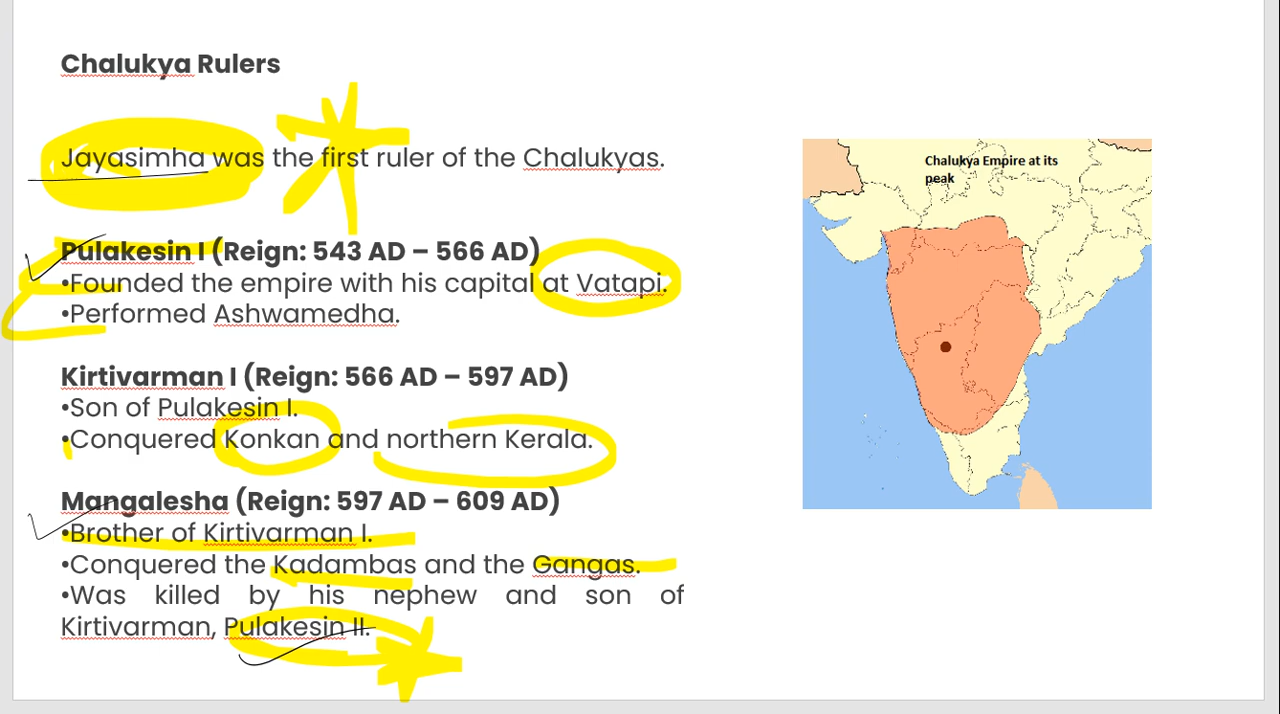 Chalukya Rulers
Jayasimha was the first ruler of the Chalukyas.
Pulakesin I (Reign: 543 AD – 566 AD)
•Founded the empire with his capital at Vatapi.
•Performed Ashwamedha.
Kirtivarman I (Reign: 566 AD – 597 AD)
•Son of Pulakesin I.
•Conquered Konkan and northern Kerala.
Mangalesha (Reign: 597 AD – 609 AD)
•Brother of Kirtivarman I.
•Conquered the Kadambas and the Gangas.
•Was killed by his nephew and son of
Kirtivarman, Pulakesin II.
Chalukya Empire at its
peak